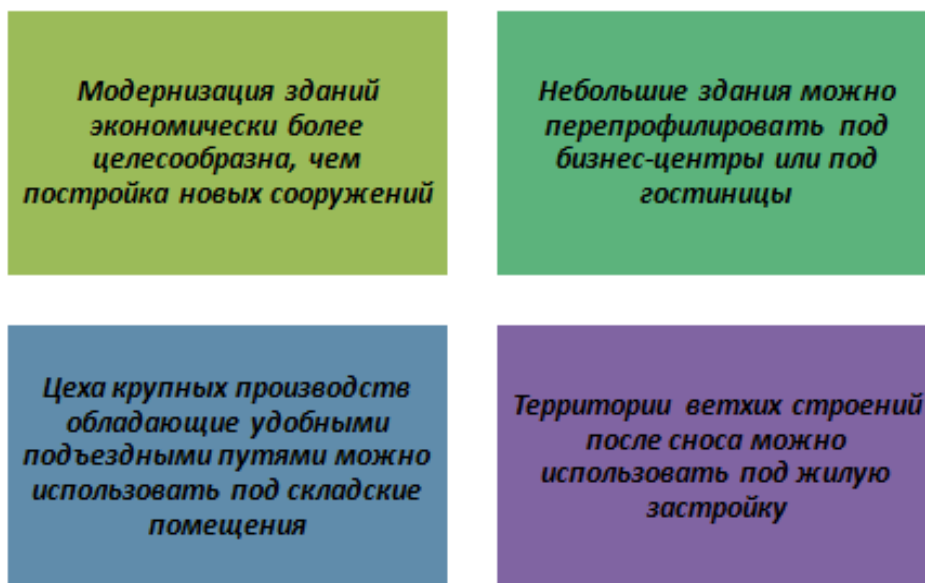 Модернизация зданий
экономически более
целесообразна, чем
постройка новых сооружений
Небольшие здания можно
перепрофилировать под
бизнес-центры или под
гостиницы
Цеха крупных производств
обладающие удобными
подъездными путями можно
использовать под складские
помещения
Территории ветхих строений
после сноса можно
использовать под жилую
застройку